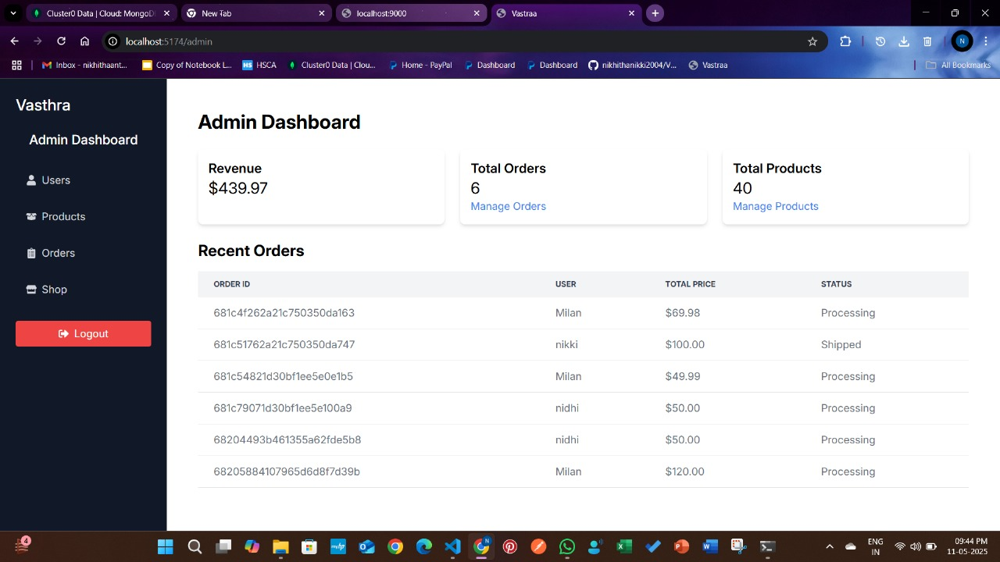 Cluster0 Data | Cloud: MongoDB
New Tab
localhost:9000
Vastraa
localhost:5174/admin
N
Inbox - nikhithaant...
Copy of Notebook L...
HS HSCA
Cluster0 Data | Clou...
Home - PayPal
Dashboard
Dashboard
nikhithanikki2004/V...
Vastraa
All Bookmarks
Vasthra
Admin Dashboard
Users
Products
Orders
Shop
Logout
Admin Dashboard
Revenue
$439.97
Total Orders
6
Manage Orders
Total Products
40
Manage Products
Recent Orders
ORDER ID USER TOTAL PRICE STATUS
681c4f262a21c750350da163 Milan $69.98 Processing
681c51762a21c750350da747 nikki $100.00 Shipped
681c54821d30bf1ee5e0e1b5 Milan $49.99 Processing
681c79071d30bf1ee5e100a9 nidhi $50.00 Processing
68204493b461355a62fde5b8 nidhi $50.00 Processing
68205884107965d6d8f7d39b Milan $120.00 Processing
4
myhp
N
ENG
IN
09:44 PM
11-05-2025